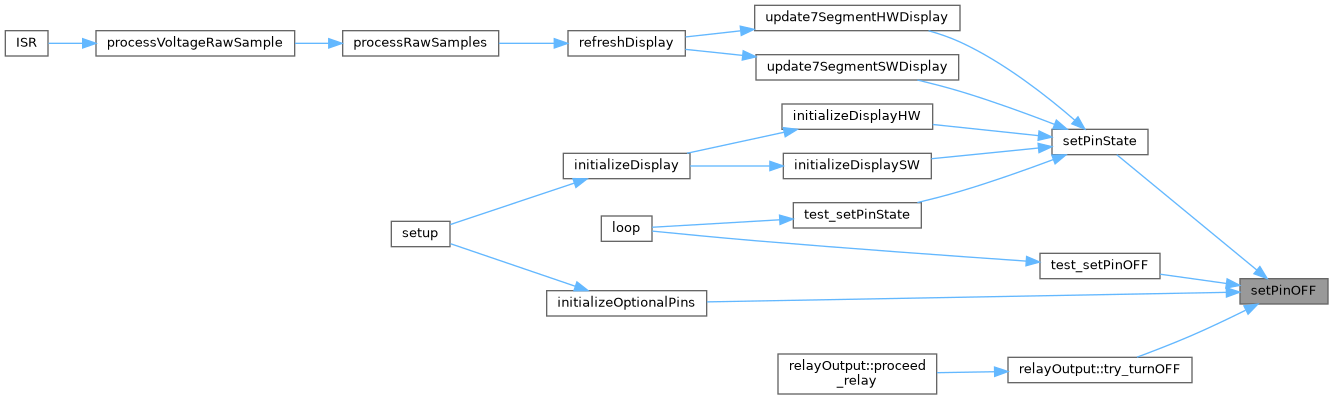 ISR
processVoltageRawSample
processRawSamples
refreshDisplay
update7SegmentHWDisplay
update7SegmentSWDisplay
initializeDisplayHW
setPinState
initializeDisplay
initializeDisplaySW
test_setPinState
loop
setup
test_setPinOFF
setPinOFF
initializeOptionalPins
relayOutput::proceed
_relay
relayOutput::try_turnOFF